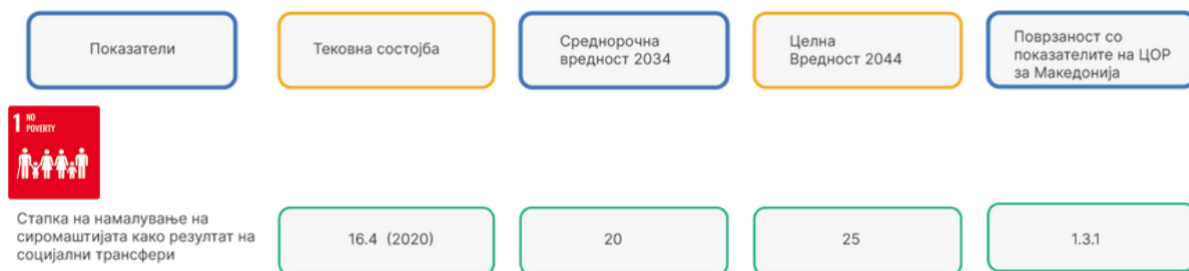 Показатели
Тековна состојба
Среднорочна
вредност 2034
Целна
Вредност 2044
Поврзаност со
показателите на ЦОР
за Македонија
1 NO
POVERTY
Стапка на намалување на
сиромаштијата како резултат на
социјални трансфери
16.4 (2020)
20
25
1.3.1